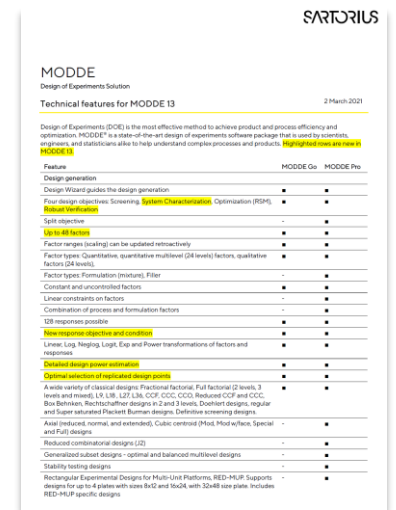 SARTORIUS
MODDE
Design of Experiments Solution
Technical features for MODDE 13
2 March 2021
Design of Experiments (DOE) is the most effective method to achieve product and process efficiency and
optimization. MODDE® is a state-of-the-art design of experiments software package that is used by scientists,
engineers, and statisticians alike to help understand complex processes and products. Highlighted rows are new in
MODDE 13.
Feature MODDE Go MODDE Pro
Design generation
Design Wizard guides the design generation ■ ■
Four design objectives: Screening, System Characterization, Optimization (RSM), ■ ■
Robust Verification
Split objective - ■
Up to 48 factors ■ ■
Factor ranges (scaling) can be updated retroactively ■ ■
Factor types: Quantitative, quantitative multilevel (24 levels) factors, qualitative ■ ■
factors (24 levels),
Factor types: Formulation (mixture), Filler - ■
Constant and uncontrolled factors ■ ■
Linear constraints on factors - ■
Combination of process and formulation factors - ■
128 responses possible ■ ■
New response objective and condition ■ ■
Linear, Log, Neglog, Logit, Exp and Power transformations of factors and ■ ■
responses
Detailed design power estimation ■ ■
Optimal selection of replicated design points ■ ■
A wide variety of classical designs: Fractional factorial, Full factorial (2 levels, 3 ■ ■
levels and mixed), L9, L18 , L27, L36, CCF, CCC, CCO, Reduced CCF and CCC,
Box Behnken, Rechtschaffner designs in 2 and 3 levels, Doehlert designs, regular
and Super saturated Plackett Burman designs, Definitive screening designs.
Axial (reduced, normal, and extended), Cubic centroid (Mod, Mod w/face, Special - ■
and Full) designs
Reduced combinatorial designs (J2) - ■
Generalized subset designs - optimal and balanced multilevel designs - ■
Stability testing designs - ■
Rectangular Experimental Designs for Multi-Unit Platforms, RED-MUP. Supports - ■
designs for up to 4 plates with sizes 8x12 and 16x24, with 32x48 size plate. Includes
RED-MUP specific designs